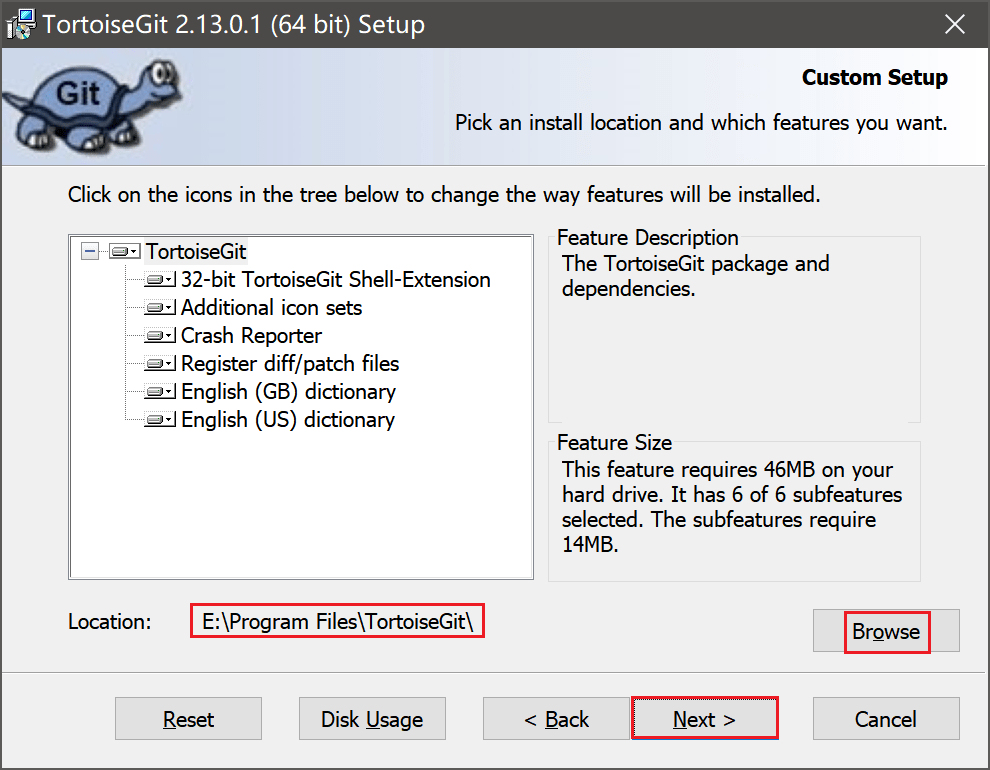 TortoiseGit 2.13.0.1 (64 bit) Setup
Git
Custom Setup
Pick an install location and which features you want.
Click on the icons in the tree below to change the way features will be installed.
TortoiseGit
32-bit TortoiseGit Shell-Extension
Additional icon sets
Crash Reporter
Register diff/patch files
English (GB) dictionary
English (US) dictionary
Feature Description
The TortoiseGit package and
dependencies.
Feature Size
This feature requires 46MB on your
hard drive. It has 6 of 6 subfeatures
selected. The subfeatures require
14MB.
Location: E:\Program Files\TortoiseGit\
Browse
Reset Disk Usage < Back Next > Cancel